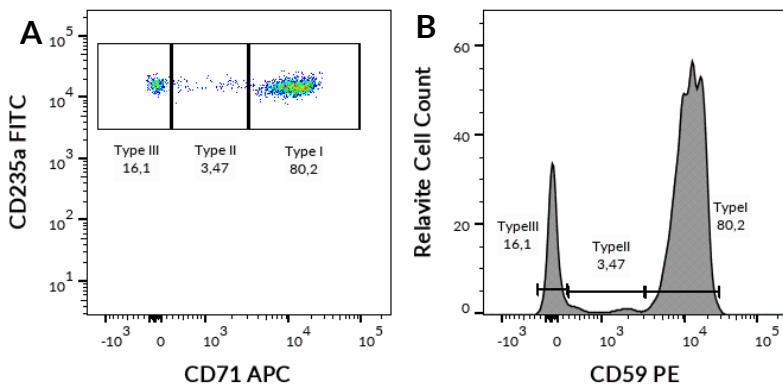 A
10^5
10^4
10^3
10^2
10^1
CD235a FITC
Type III
16,1
Type II
3,47
Type I
80,2
-10^3
0
10^3
10^4
10^5
CD71 APC
B
60
40
20
0
Relavite Cell Count
TypeIII
16,1
TypeII
3,47
TypeI
80,2
-10^3
0
10^3
10^4
10^5
CD59 PE